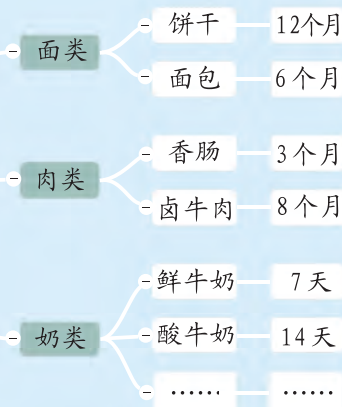 面类
饼干 12个月
面包 6个月
肉类
香肠 3个月
卤牛肉 8个月
奶类
鲜牛奶 7天
酸牛奶 14天
…… ……